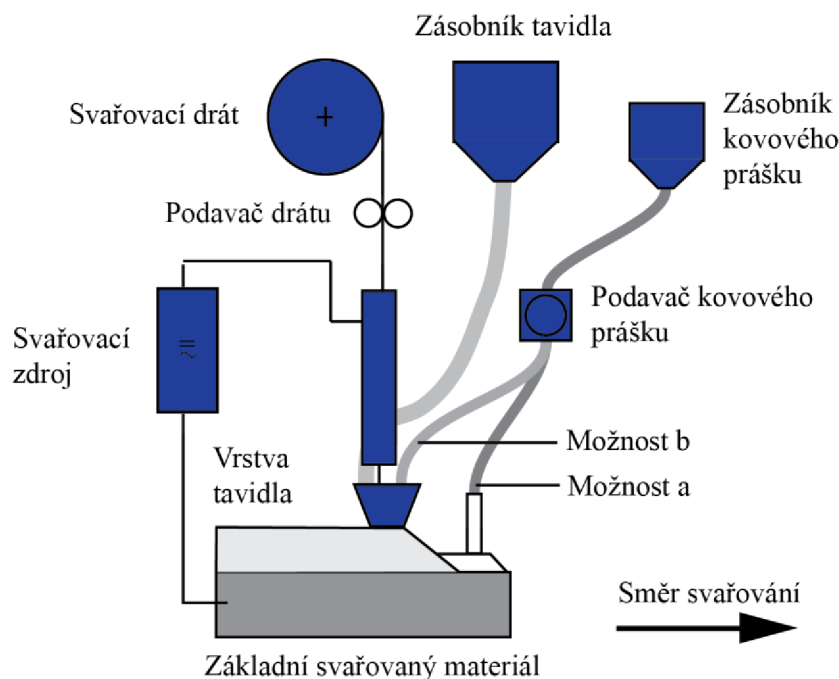 Zásobník tavidla
Svařovací drát
Zásobník
kovového
prášku
Podavač drátu
Podavač kovového
prášku
Svařovací
zdroj
Možnost b
Vrstva
tavidla
Možnost a
Směr svařování
Základní svařovaný materiál